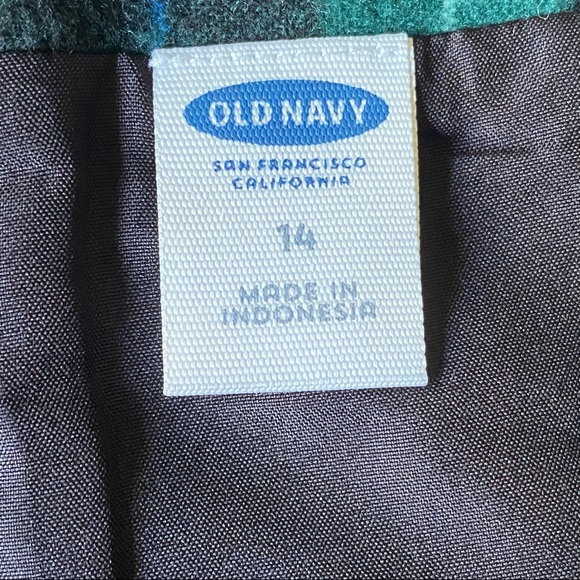 OLD NAVY
SAN FRANCISCO
CALIFORNIA
14
MADE IN
INDONESIA